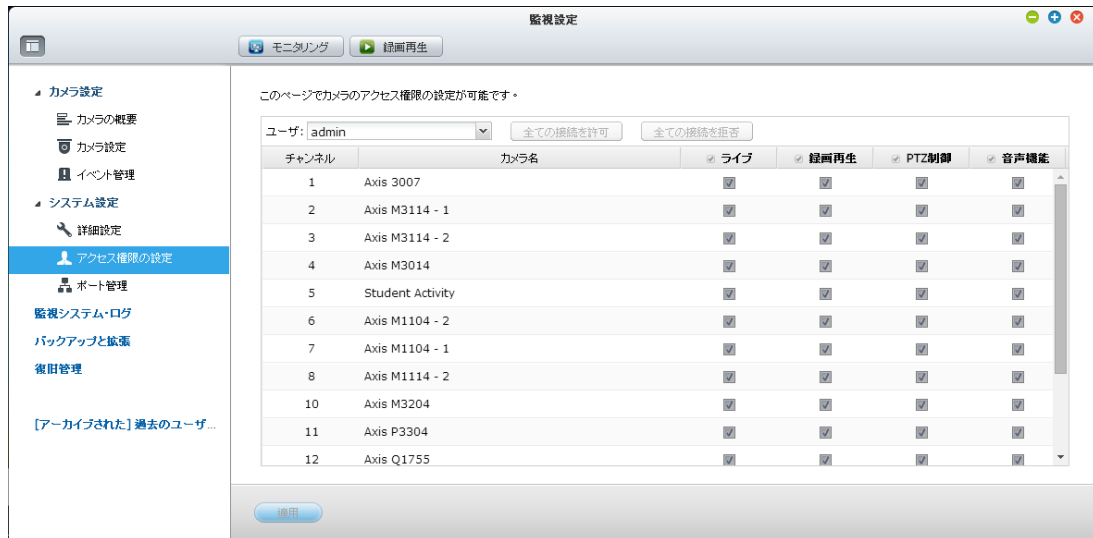 監視設定
モニタリング 録画再生
カメラ設定
カメラの概要
カメラ設定
イベント管理
システム設定
詳細設定
アクセス権限の設定
ポート管理
監視システム・ログ
バックアップと拡張
復旧管理
[アーカイブされた] 過去のユーザ...
このページでカメラのアクセス権限の設定が可能です。
ユーザ: admin 全ての接続を許可 全ての接続を拒否
チャンネル カメラ名 ライブ 録画再生 PTZ制御 音声機能
1 Axis 3007
2 Axis M3114 - 1
3 Axis M3114 - 2
4 Axis M3014
5 Student Activity
6 Axis M1104 - 2
7 Axis M1104 - 1
8 Axis M1114 - 2
10 Axis M3204
11 Axis P3304
12 Axis Q1755
適用